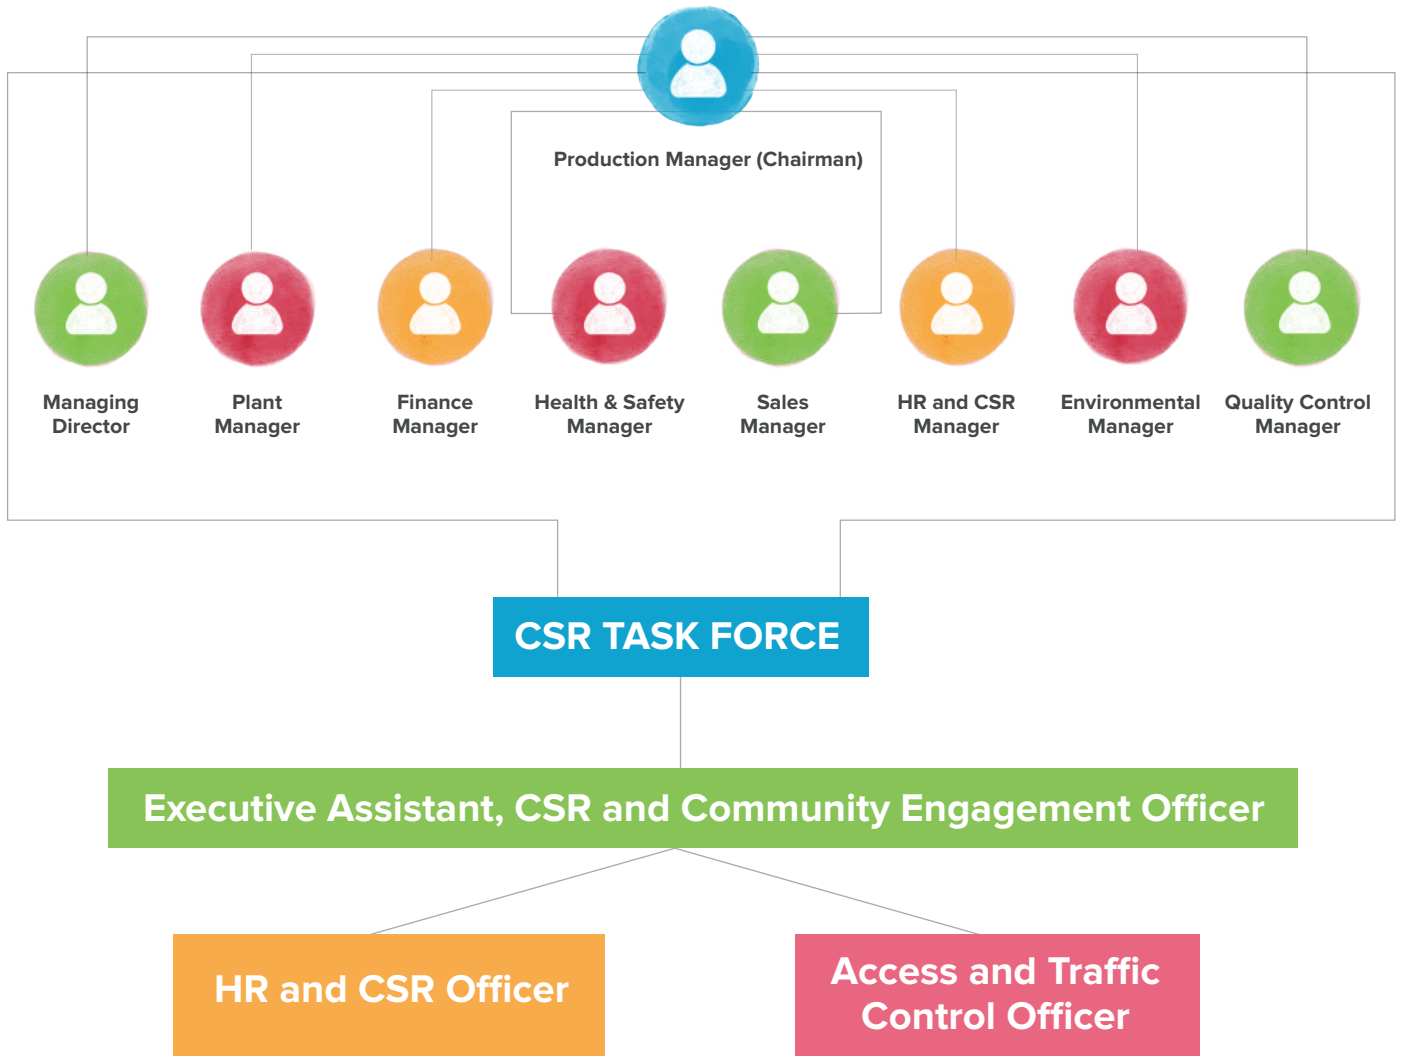 Production Manager (Chairman)
Managing
Director
Plant
Manager
Finance
Manager
Health & Safety
Manager
Sales
Manager
HR and CSR
Manager
Environmental
Manager
Quality Control
Manager
CSR TASK FORCE
Executive Assistant, CSR and Community Engagement Officer
HR and CSR Officer
Access and Traffic
Control Officer